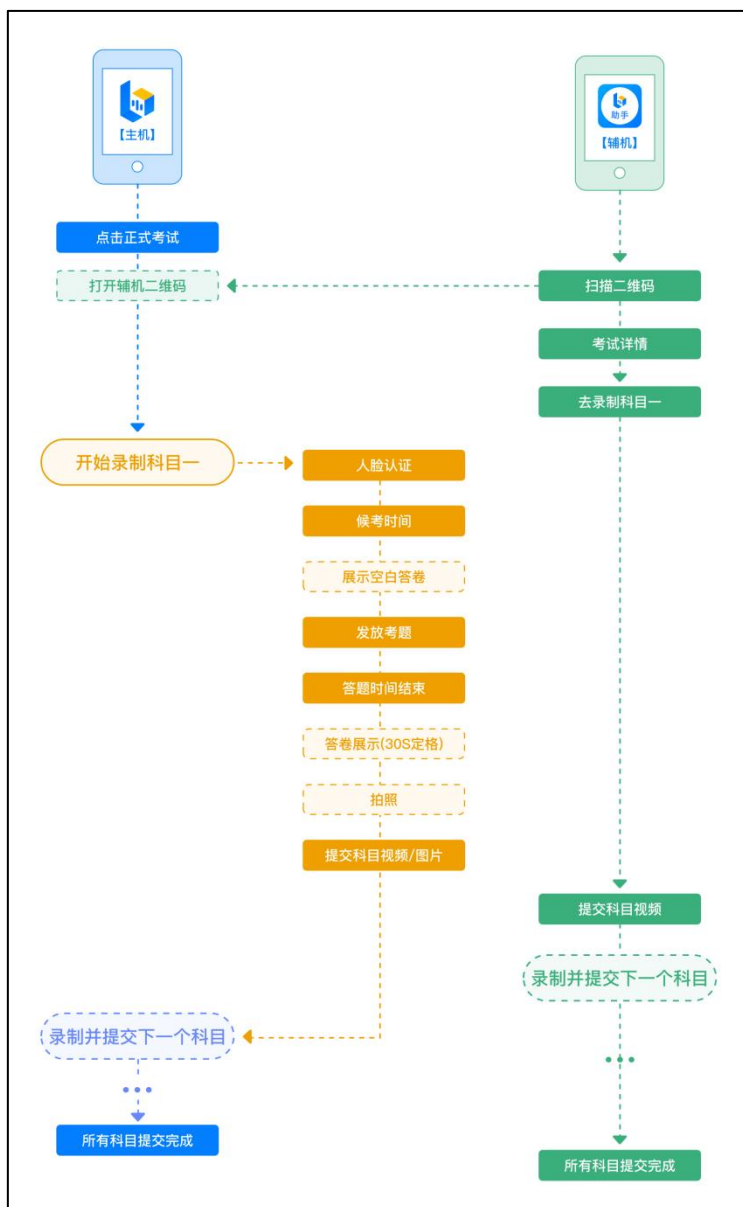 【主机】
助手
【辅机】
点击正式考试
打开辅机二维码
扫描二维码
考试详情
去录制科目一
开始录制科目一
人脸认证
候考时间
展示空白答卷
发放考题
答题时间结束
答卷展示(30S定格)
拍照
提交科目视频/图片
提交科目视频
录制并提交下一个科目
录制并提交下一个科目
所有科目提交完成
所有科目提交完成